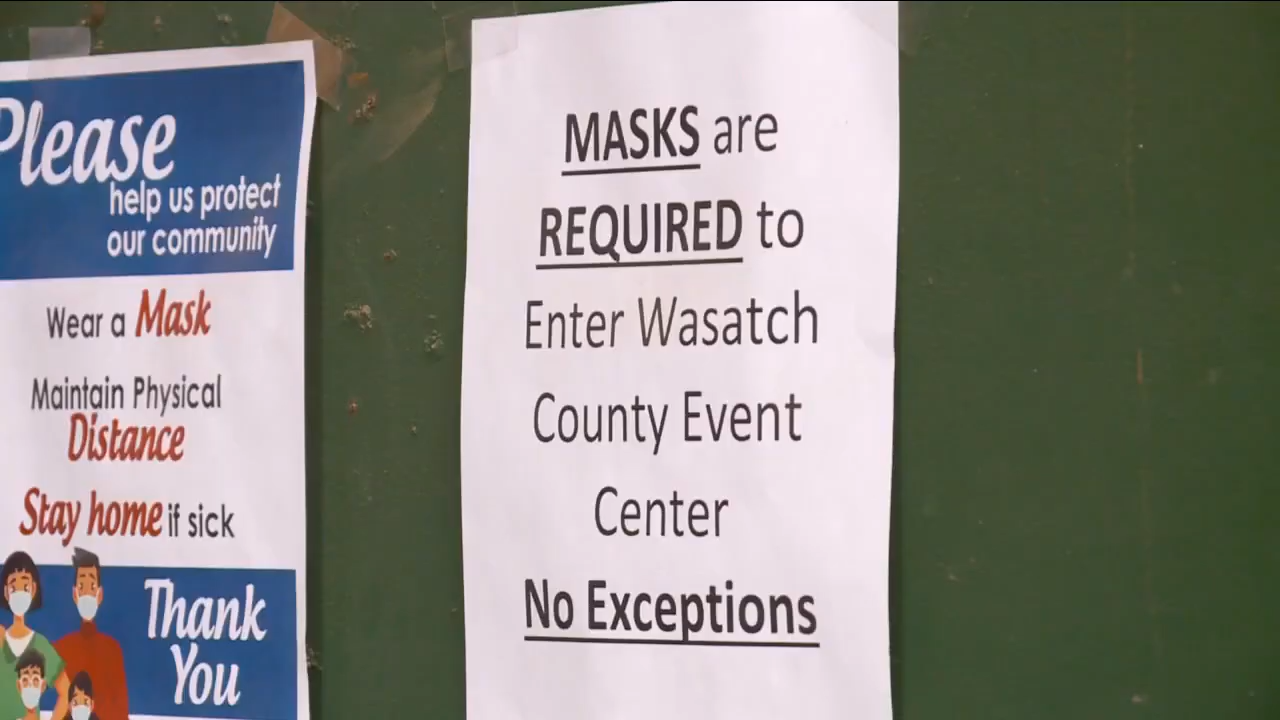 Please
help us protect
our community
Wear a Mask
Maintain Physical
Distance
Stay home if sick
Thank
You
MASKS are
REQUIRED to
Enter Wasatch
County Event
Center
No Exceptions